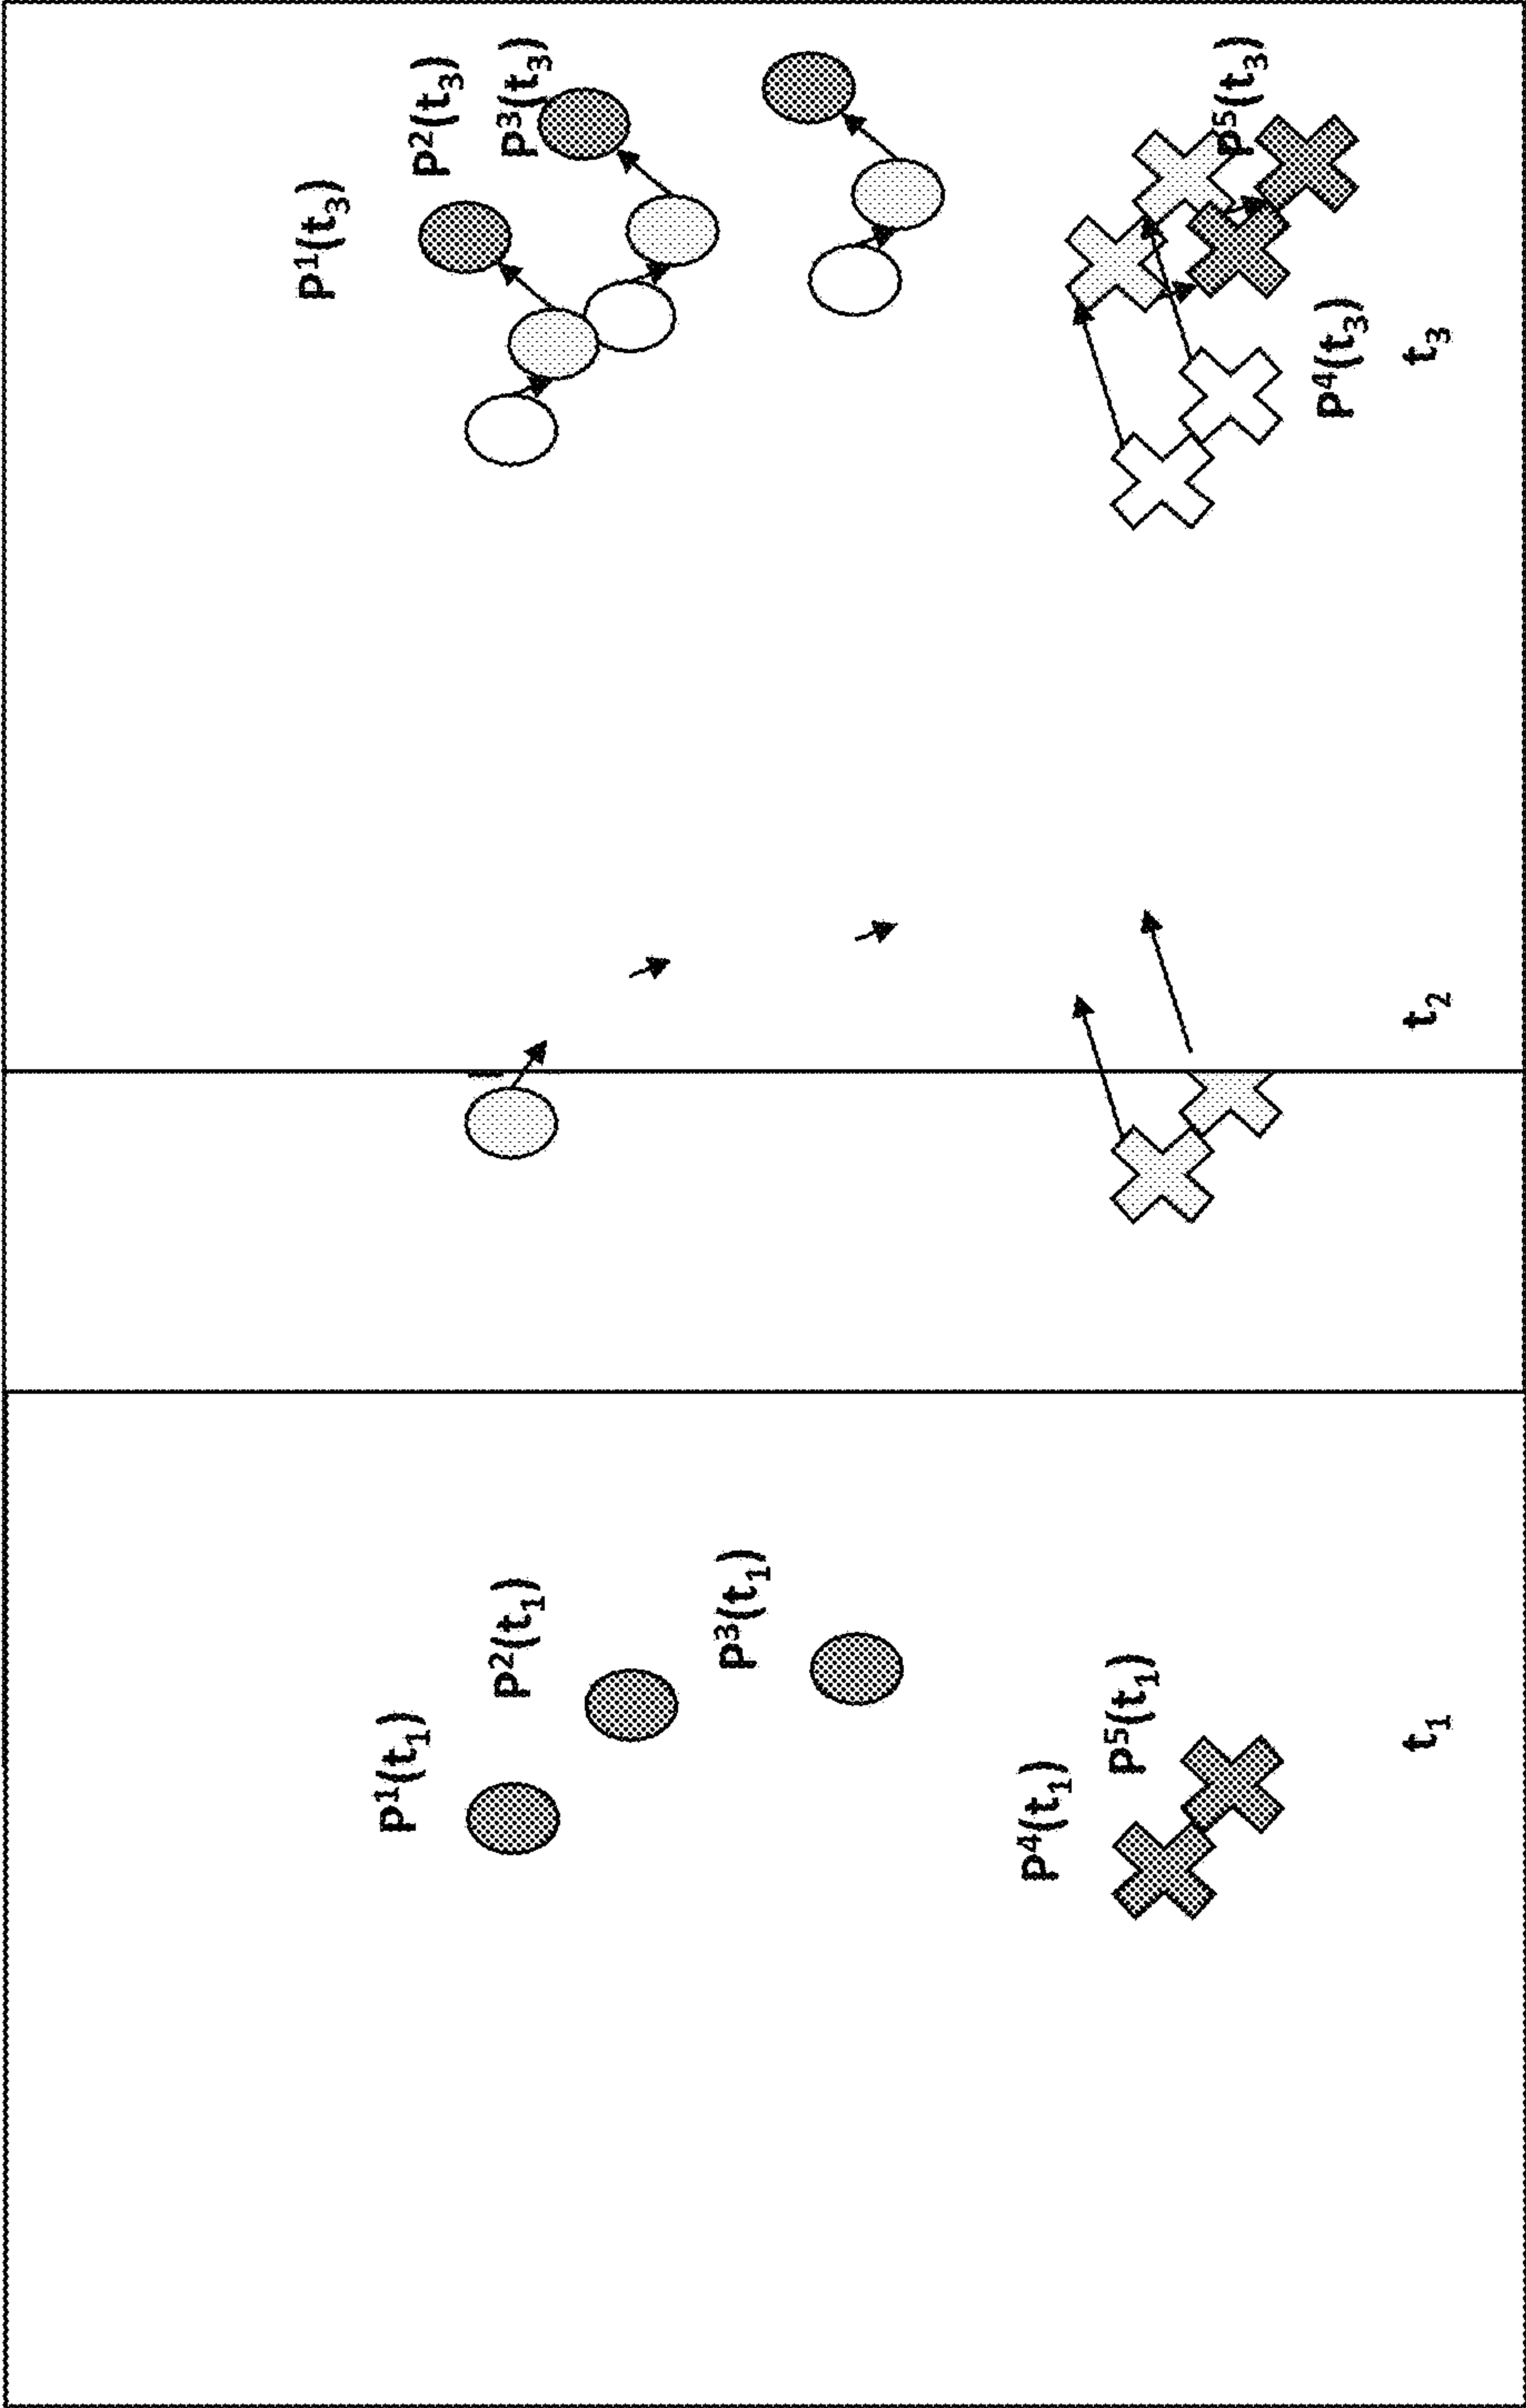 P¹(t₁)
P²(t₁)
P³(t₁)
P⁴(t₁)
P⁵(t₁)
t₁
t₂
P¹(t₃)
P²(t₃)
P³(t₃)
P⁴(t₃)
P⁵(t₃)
t₃